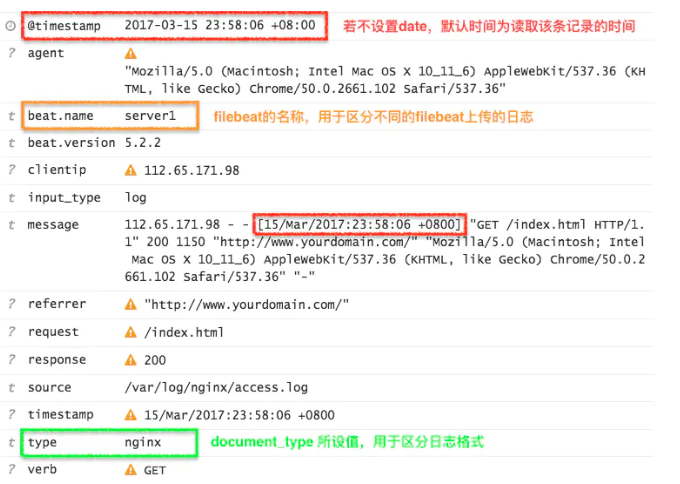 @timestamp 2017-03-15 23:58:06 +08:00 若不设置date，默认时间为读取该条记录的时间
? agent
"Mozilla/5.0 (Macintosh; Intel Mac OS X 10_11_6) AppleWebKit/537.36 (KH
TML, like Gecko) Chrome/50.0.2661.102 Safari/537.36"
t beat.name server1 filebeat的名称，用于区分不同的filebeat上传的日志
t beat.version 5.2.2
? clientip 112.65.171.98
t input_type log
t message 112.65.171.98 - - [15/Mar/2017:23:58:06 +0800] "GET /index.html HTTP/1.
1" 200 1150 "http://www.yourdomain.com/" "Mozilla/5.0 (Macintosh; Intel
Mac OS X 10_11_6) AppleWebKit/537.36 (KHTML, like Gecko) Chrome/50.0.2
661.102 Safari/537.36" "-"
? referrer "http://www.yourdomain.com/"
? request /index.html
? response 200
t source /var/log/nginx/access.log
? timestamp 15/Mar/2017:23:58:06 +0800
t type nginx document_type 所设值，用于区分日志格式
? verb GET